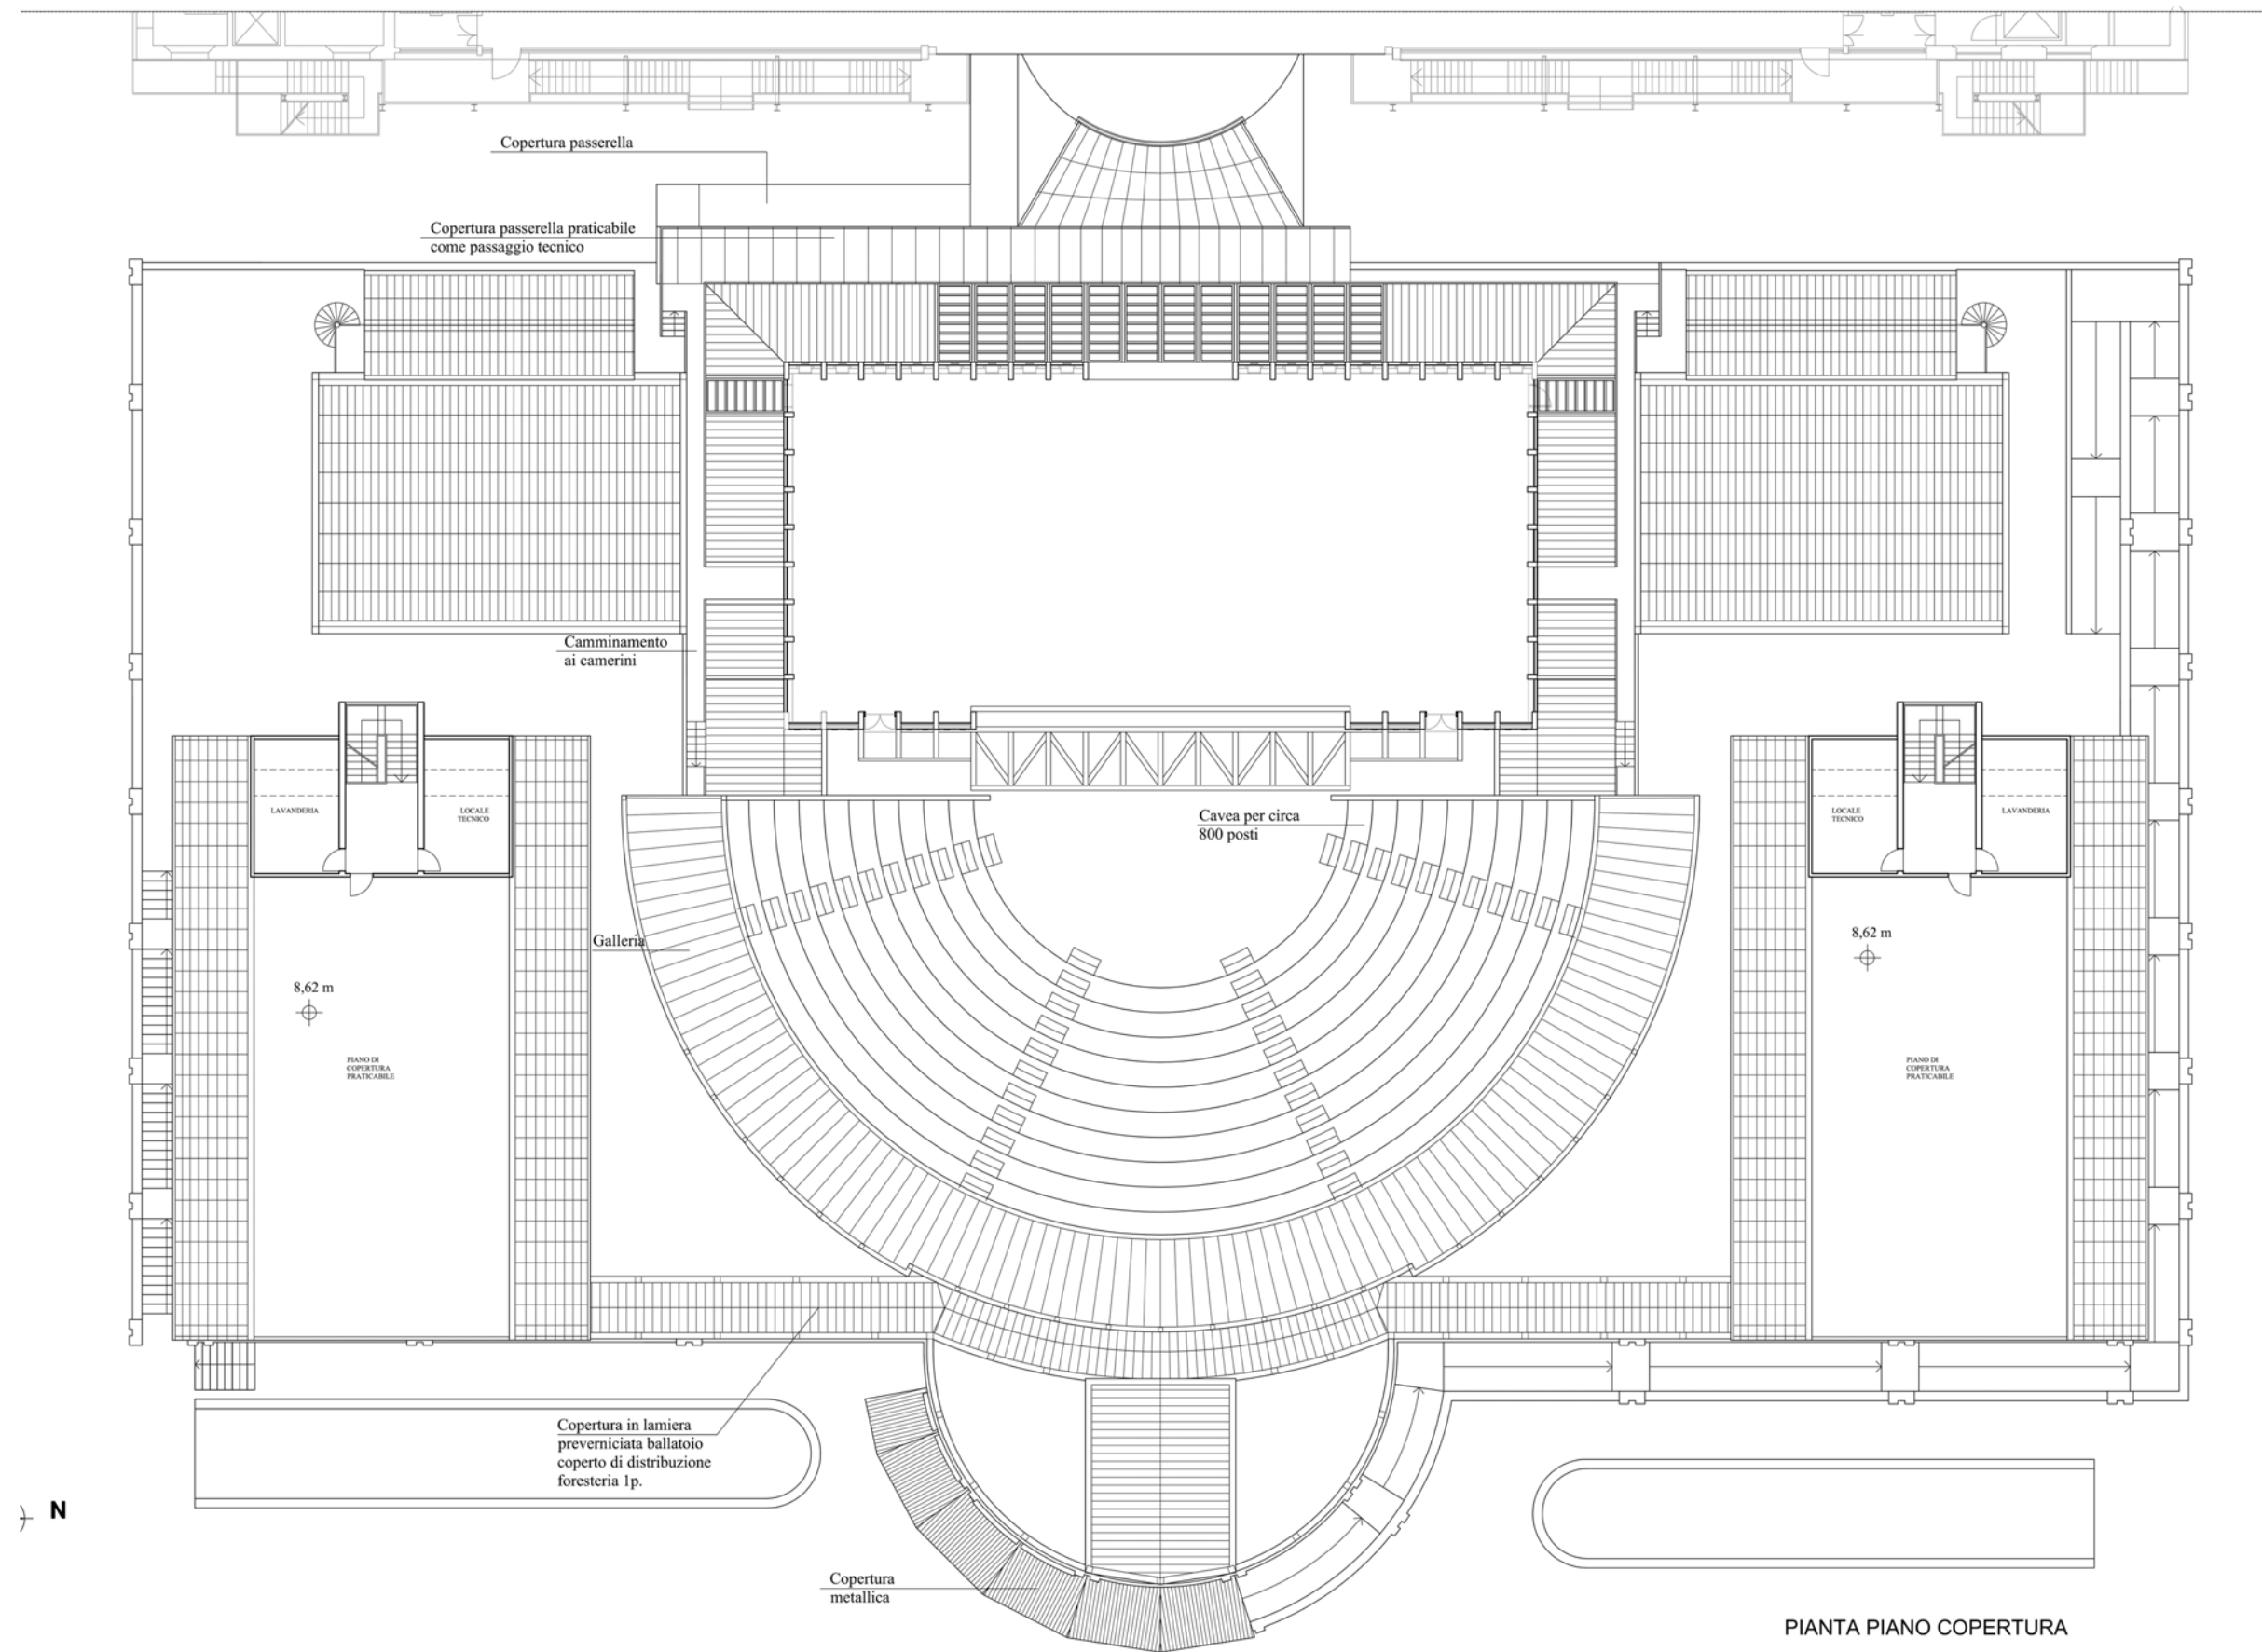 Copertura passerella
Copertura passerella praticabile
come passaggio tecnico
Camminamento
ai camerini
LAVANDERIA
LOCALE
TECNICO
LOCALE
TECNICO
LAVANDERIA
Cavea per circa
800 posti
Galleria
8,62 m
8,62 m
PIANO DI
COPERTURA
PRATICABILE
PIANO DI
COPERTURA
PRATICABILE
Copertura in lamiera
preverniciata ballatoio
coperto di distribuzione
foresteria 1p.
N
Copertura
metallica
PIANTA PIANO COPERTURA